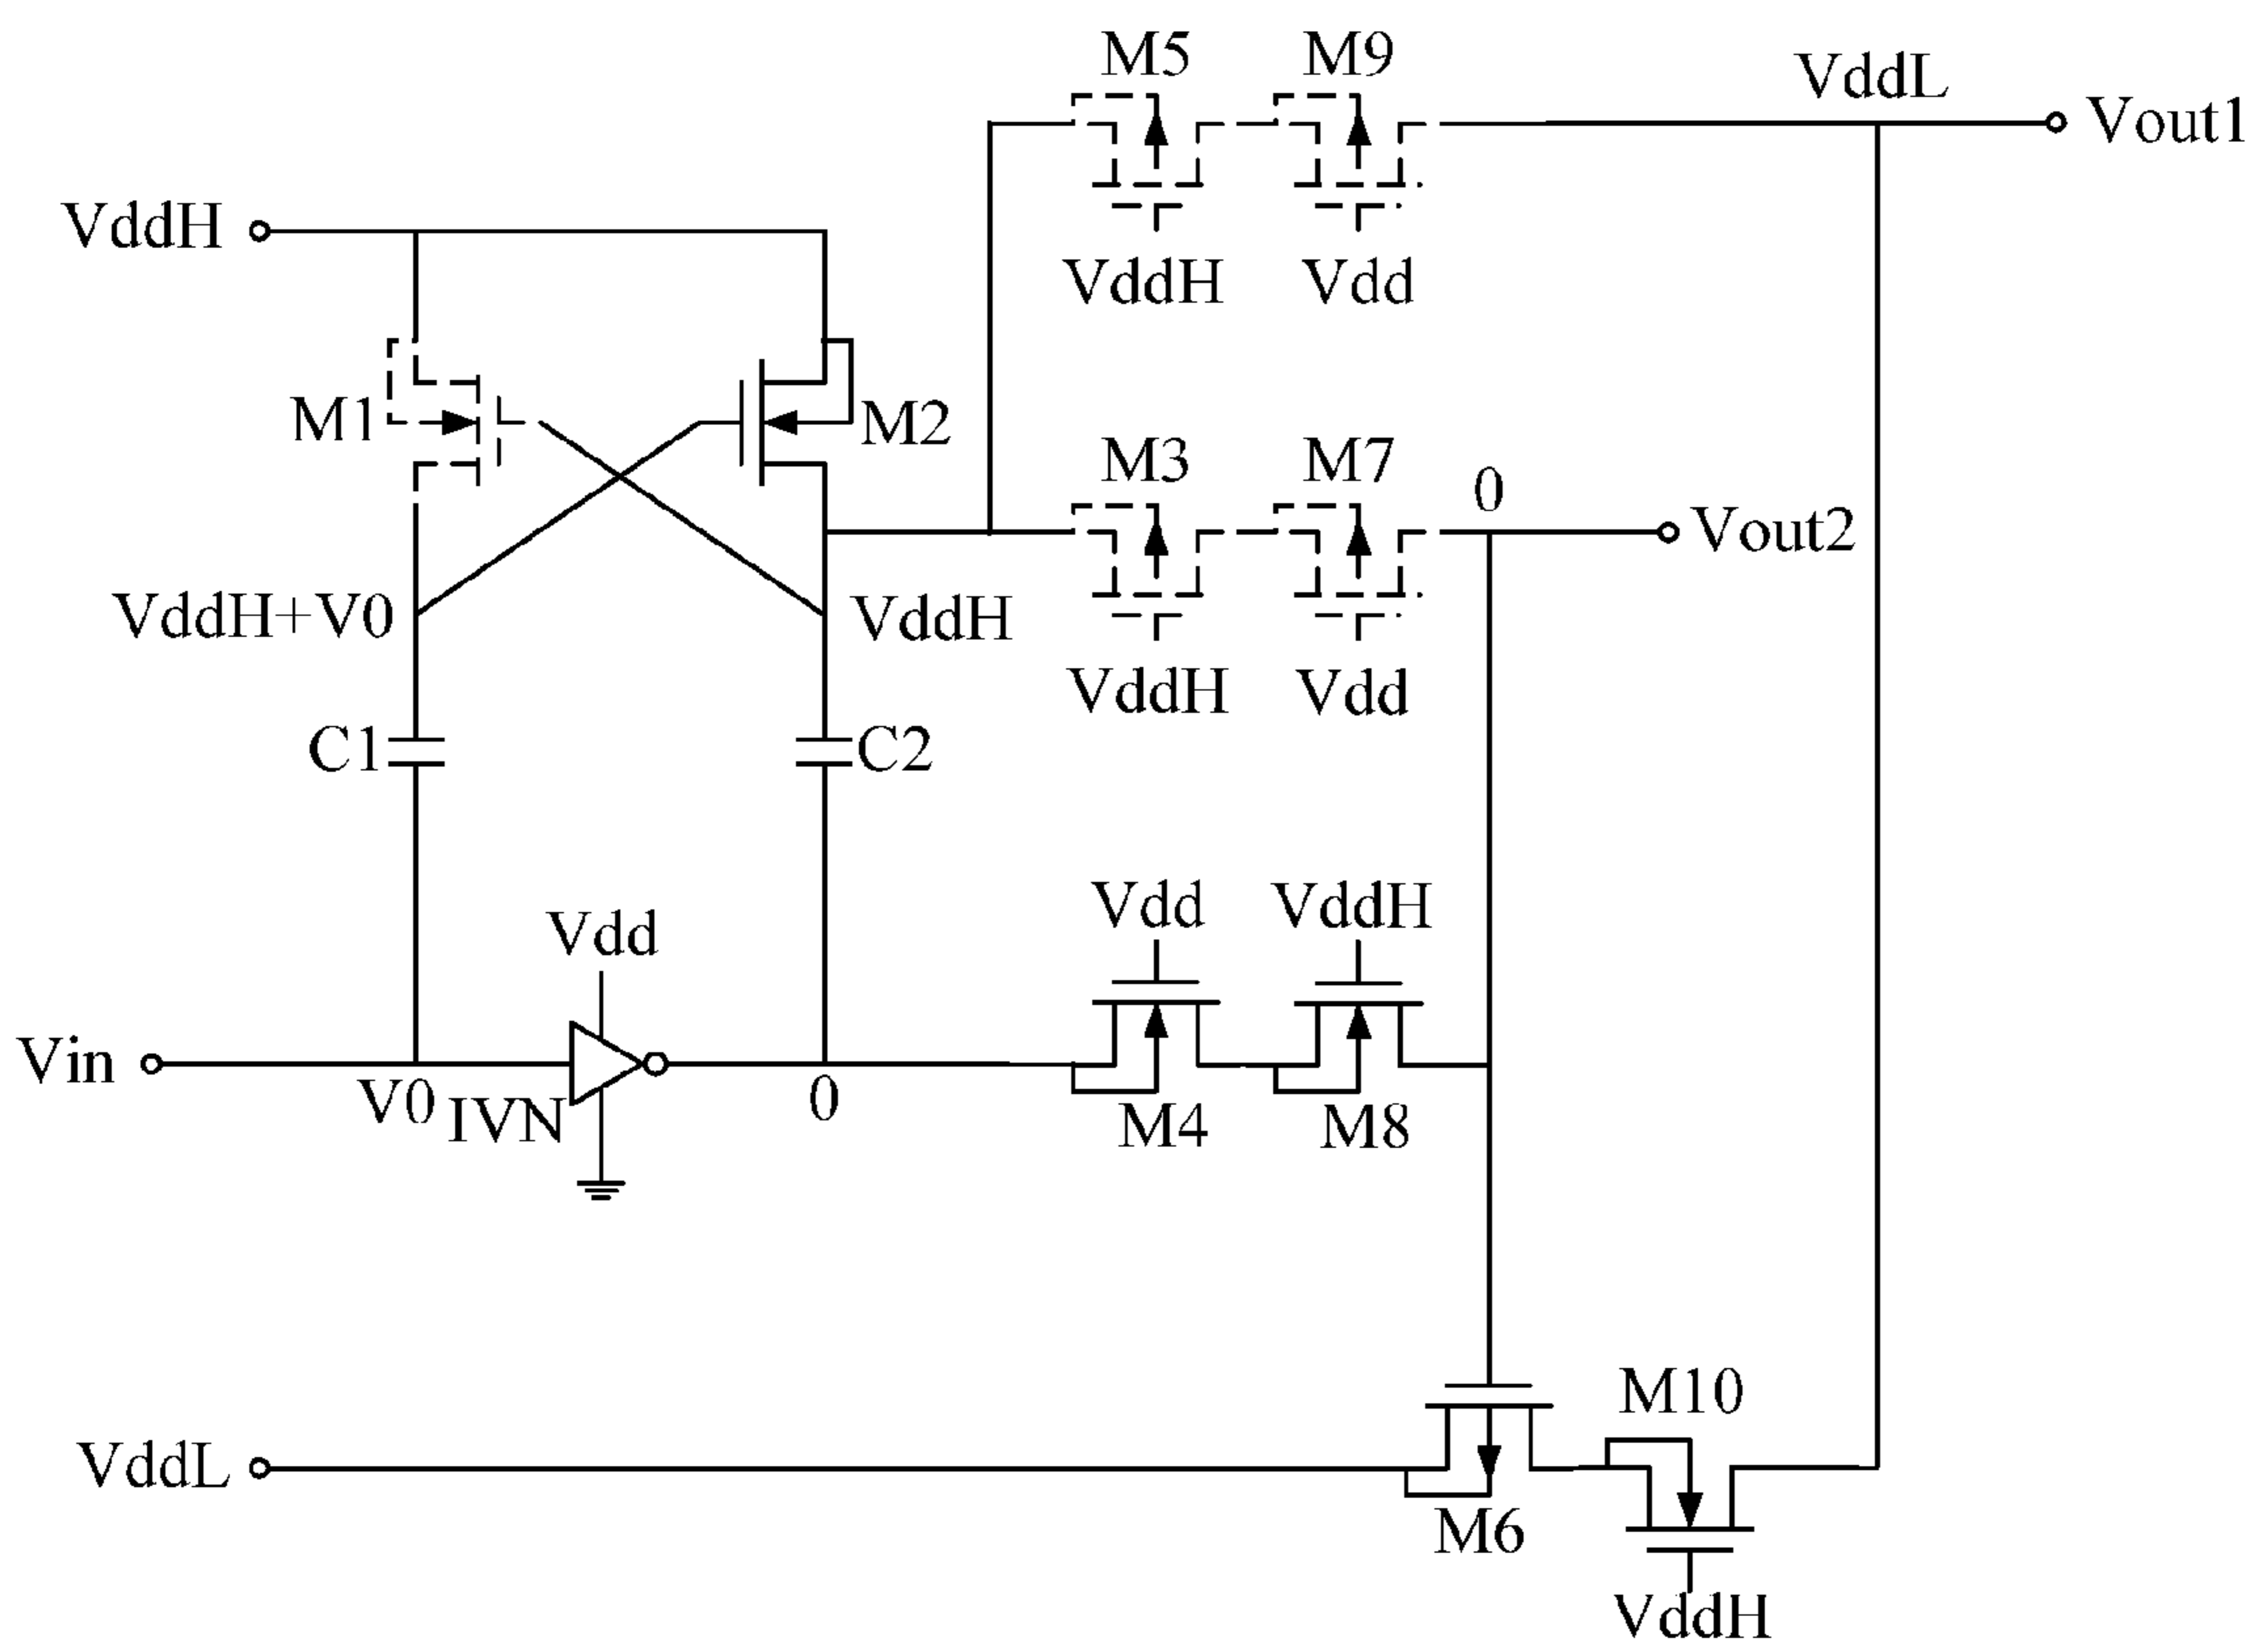 M5
M9
VddL
Vout1
VddH
VddH
Vdd
M1
M2
M3
M7
0
Vout2
VddH+V0
VddH
VddH
Vdd
C1
C2
Vdd
VddH
Vdd
Vin
V0
IVN
0
M4
M8
M10
VddL
M6
VddH